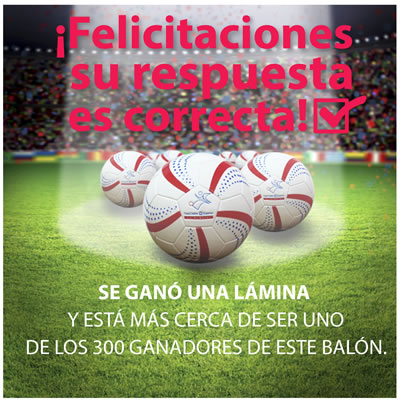 ¡Felicitaciones
su respuesta
es correcta!
SE GANÓ UNA LÁMINA
Y ESTÁ MÁS CERCA DE SER UNO
DE LOS 300 GANADORES DE ESTE BALÓN.